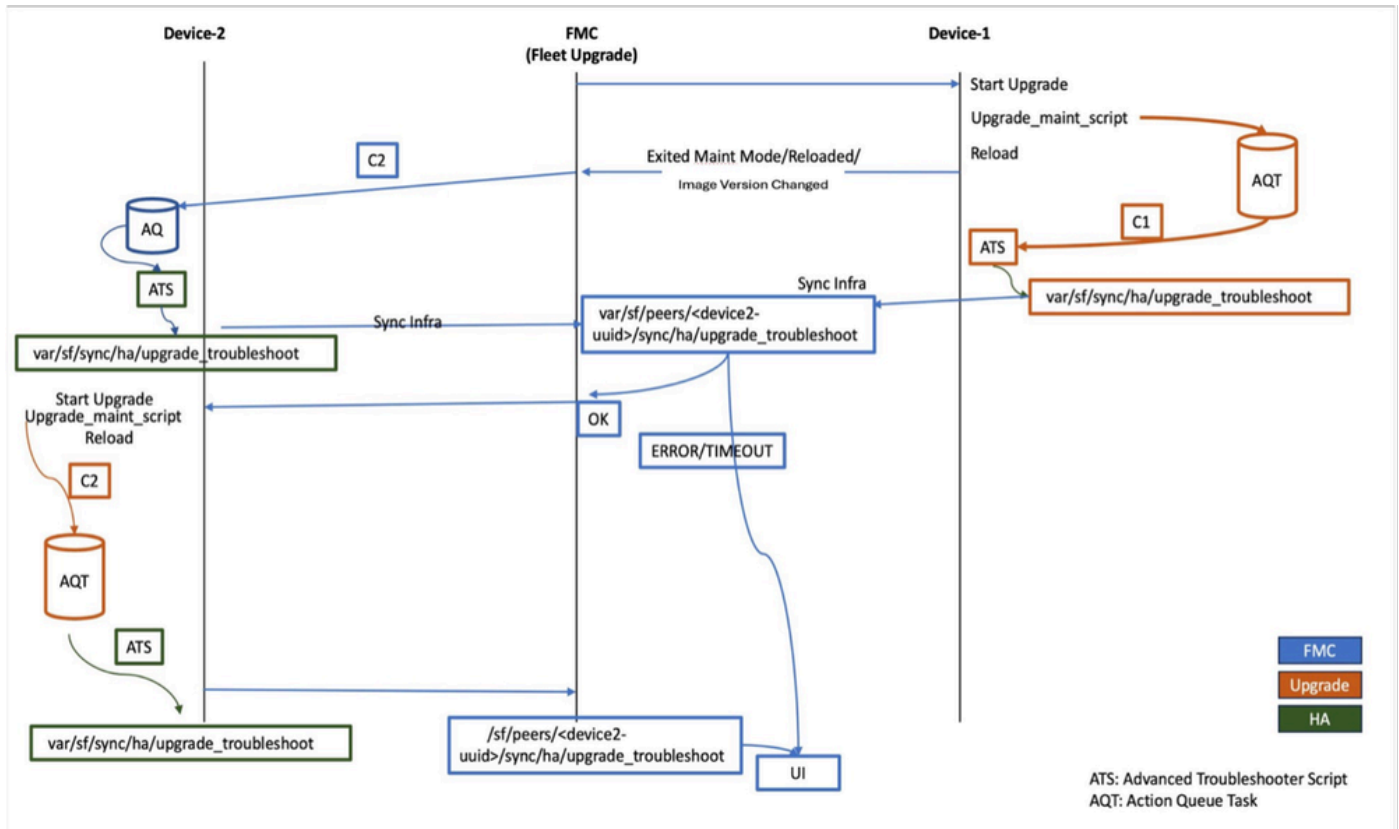 Device-2
FMC
(Fleet Upgrade)
Device-1
Start Upgrade
Upgrade_maint_script
Reload
AQT
C1
ATS
var/sf/sync/ha/upgrade_troubleshoot
Exited Maint Mode/Reloaded/
Image Version Changed
C2
AQ
ATS
Sync Infra
var/sf/sync/ha/upgrade_troubleshoot
Sync Infra
var/sf/peers/<device2-
uuid>/sync/ha/upgrade_troubleshoot
OK
ERROR/TIMEOUT
Start Upgrade
Upgrade_maint_script
Reload
C2
AQT
ATS
var/sf/sync/ha/upgrade_troubleshoot
/sf/peers/<device2-
uuid>/sync/ha/upgrade_troubleshoot
UI
FMC
Upgrade
HA
ATS: Advanced Troubleshooter Script
AQT: Action Queue Task